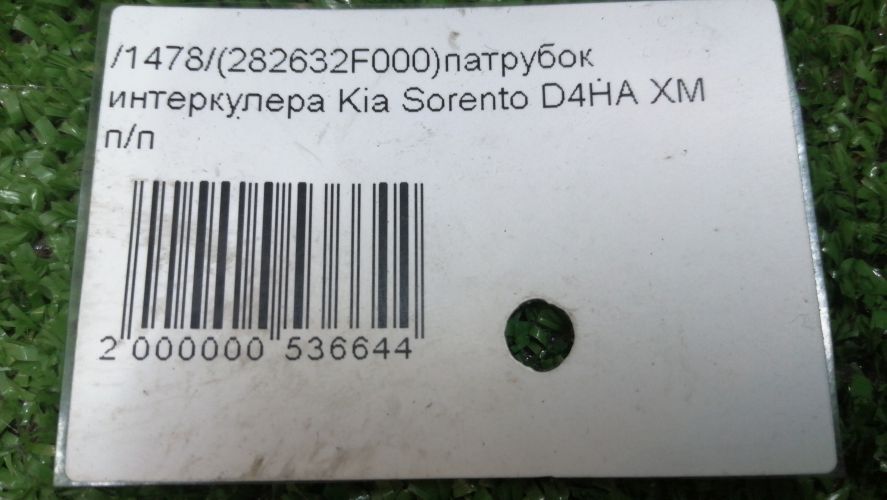 /1478/(282632F000)патрубок
интеркулера Kia Sorento D4HA XM
п/п
2 000000 536644